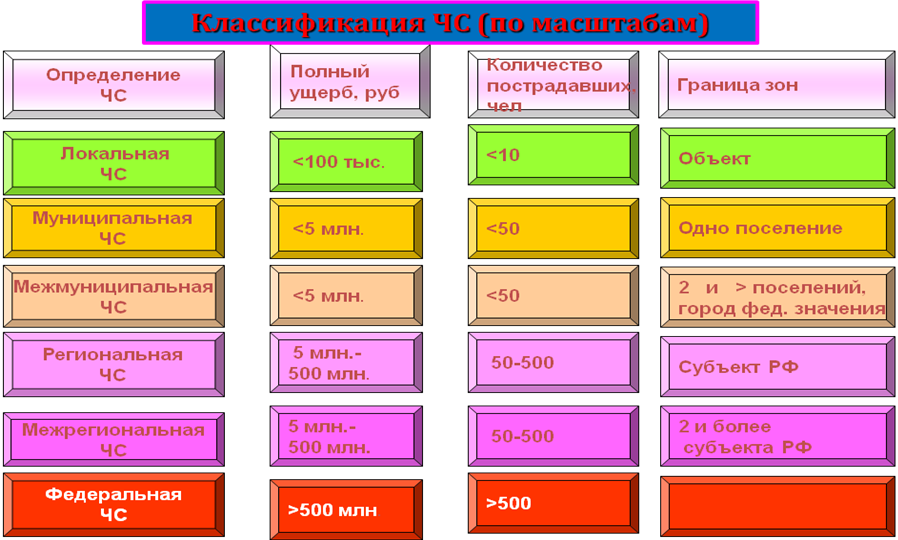 Классификация ЧС (по масштабам)
Определение
ЧС
Полный
ущерб, руб
Количество
пострадавших,
чел
Граница зон
Локальная
ЧС
<100 тыс.
<10
Объект
Муниципальная
ЧС
<5 млн.
<50
Одно поселение
Межмуниципальная
ЧС
<5 млн.
<50
2 и > поселений,
город фед. значения
Региональная
ЧС
5 млн.-
500 млн.
50-500
Субъект РФ
Межрегиональная
ЧС
5 млн.-
500 млн.
50-500
2 и более
субъекта РФ
Федеральная
ЧС
>500 млн
>500